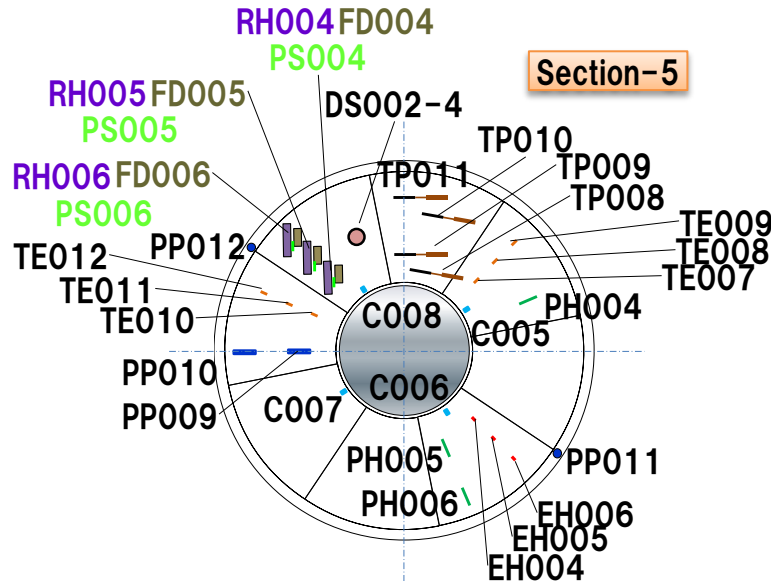 RH004 FD004
PS004
Section-5
RH005 FD005
PS005
DS002-4
TP010
TP009
TP008
TP011
RH006 FD006
PS006
PP012
TE012
TE011
TE010
TE009
TE008
TE007
PH004
C008
C005
PP010
PP009
C006
C007
PH005
PH006
PP011
EH006
EH005
EH004